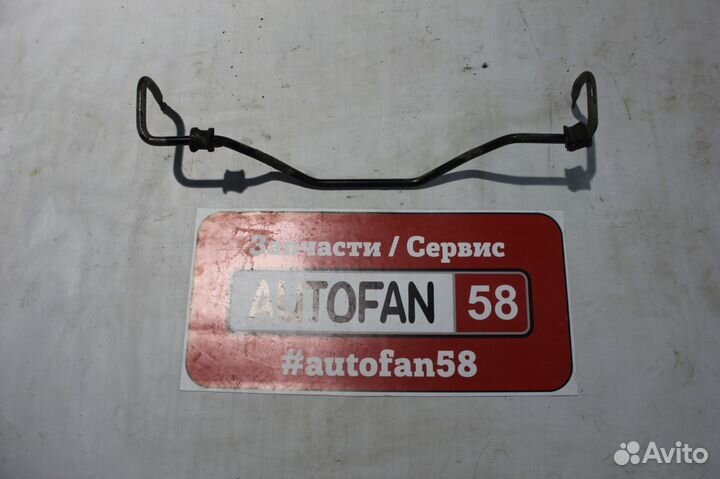 Запчасти / Сервис
AUTOFAN 58
#autofan58
Avito